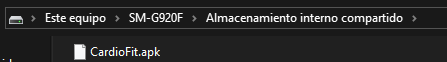 Este equipo > SM-G920F > Almacenamiento interno compartido >
CardioFit.apk